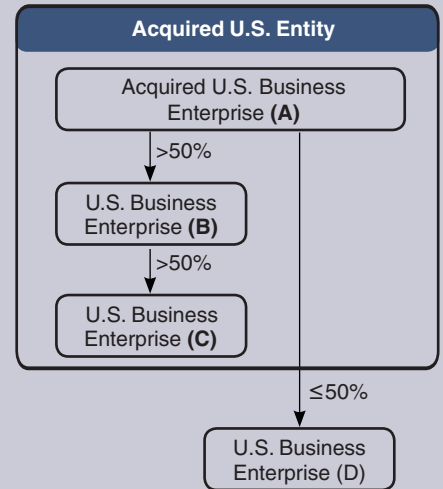 Acquired U.S. Entity
Acquired U.S. Business
Enterprise (A)
>50%
U.S. Business
Enterprise (B)
>50%
U.S. Business
Enterprise (C)
≤50%
U.S. Business
Enterprise (D)